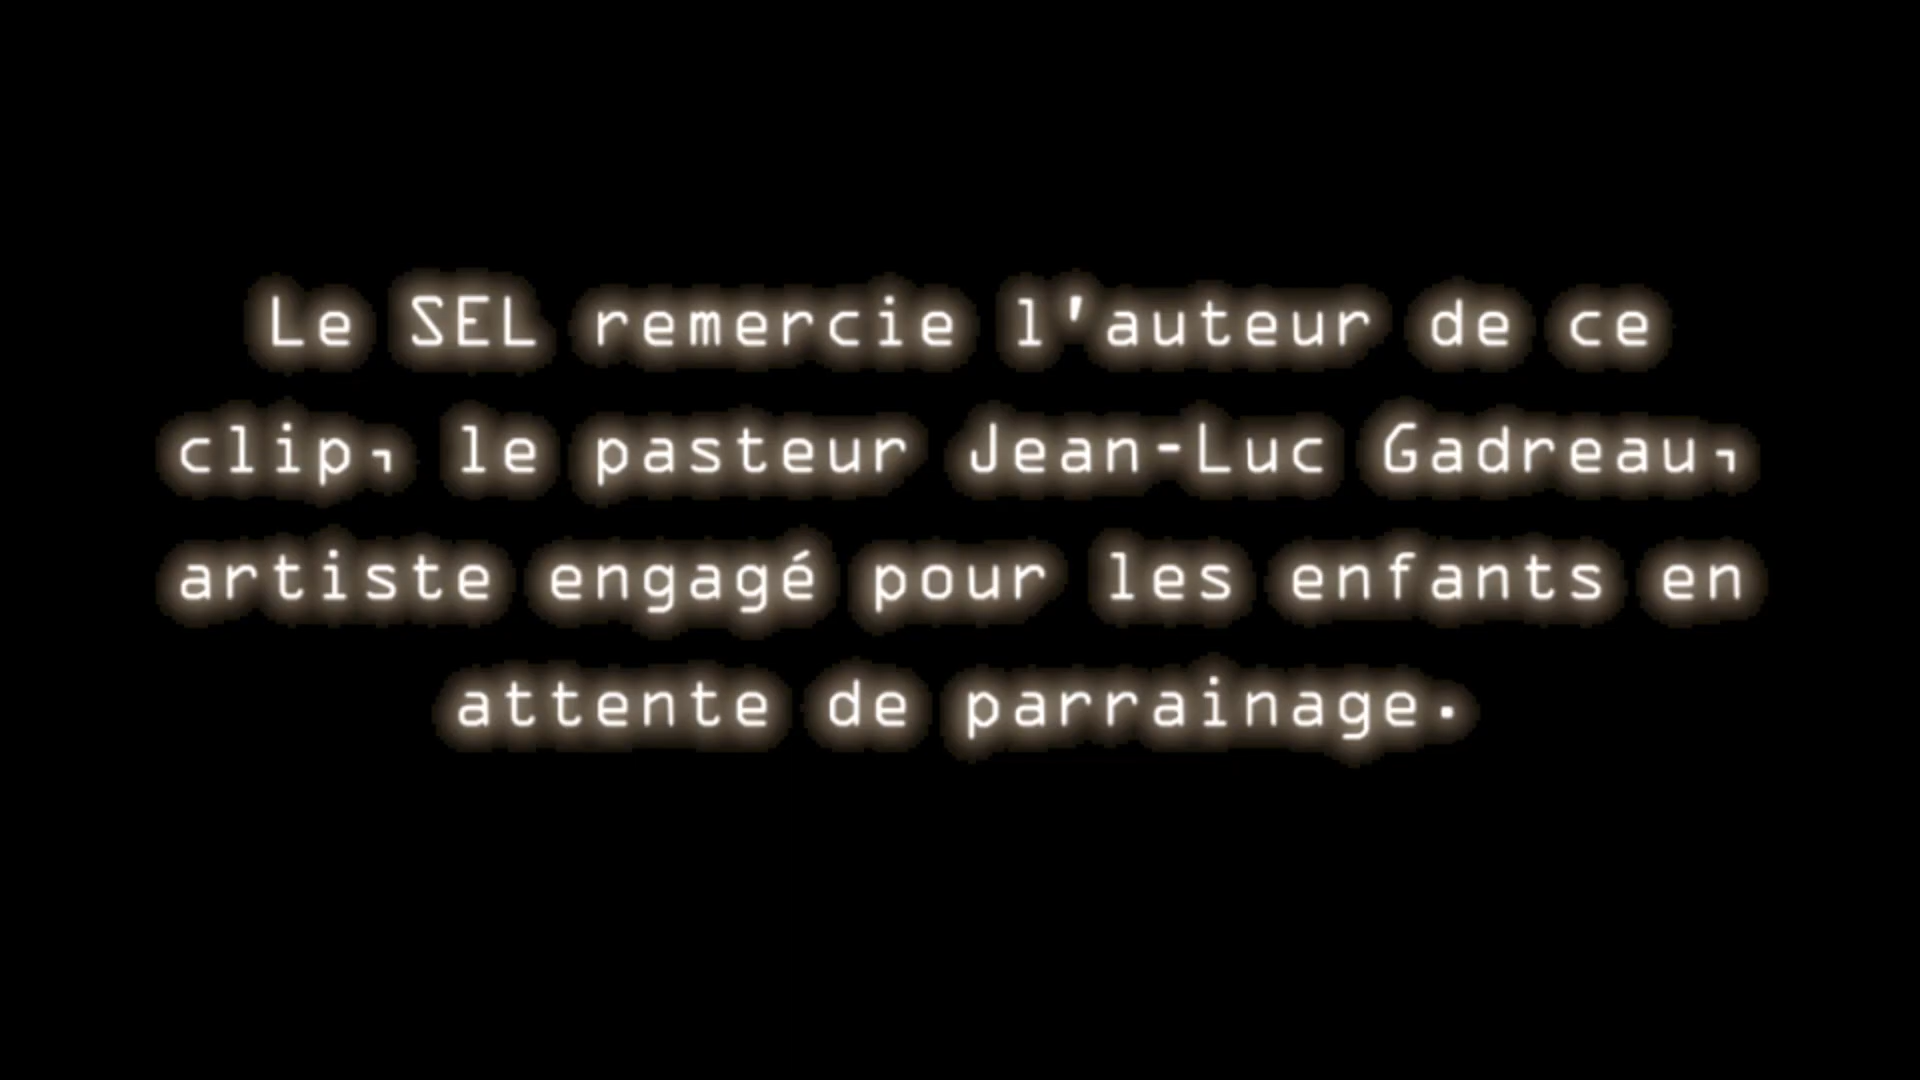 Le SEL remercie l'auteur de ce
clip, le pasteur Jean-Luc Gadreau,
artiste engagé pour les enfants en
attente de parrainage.